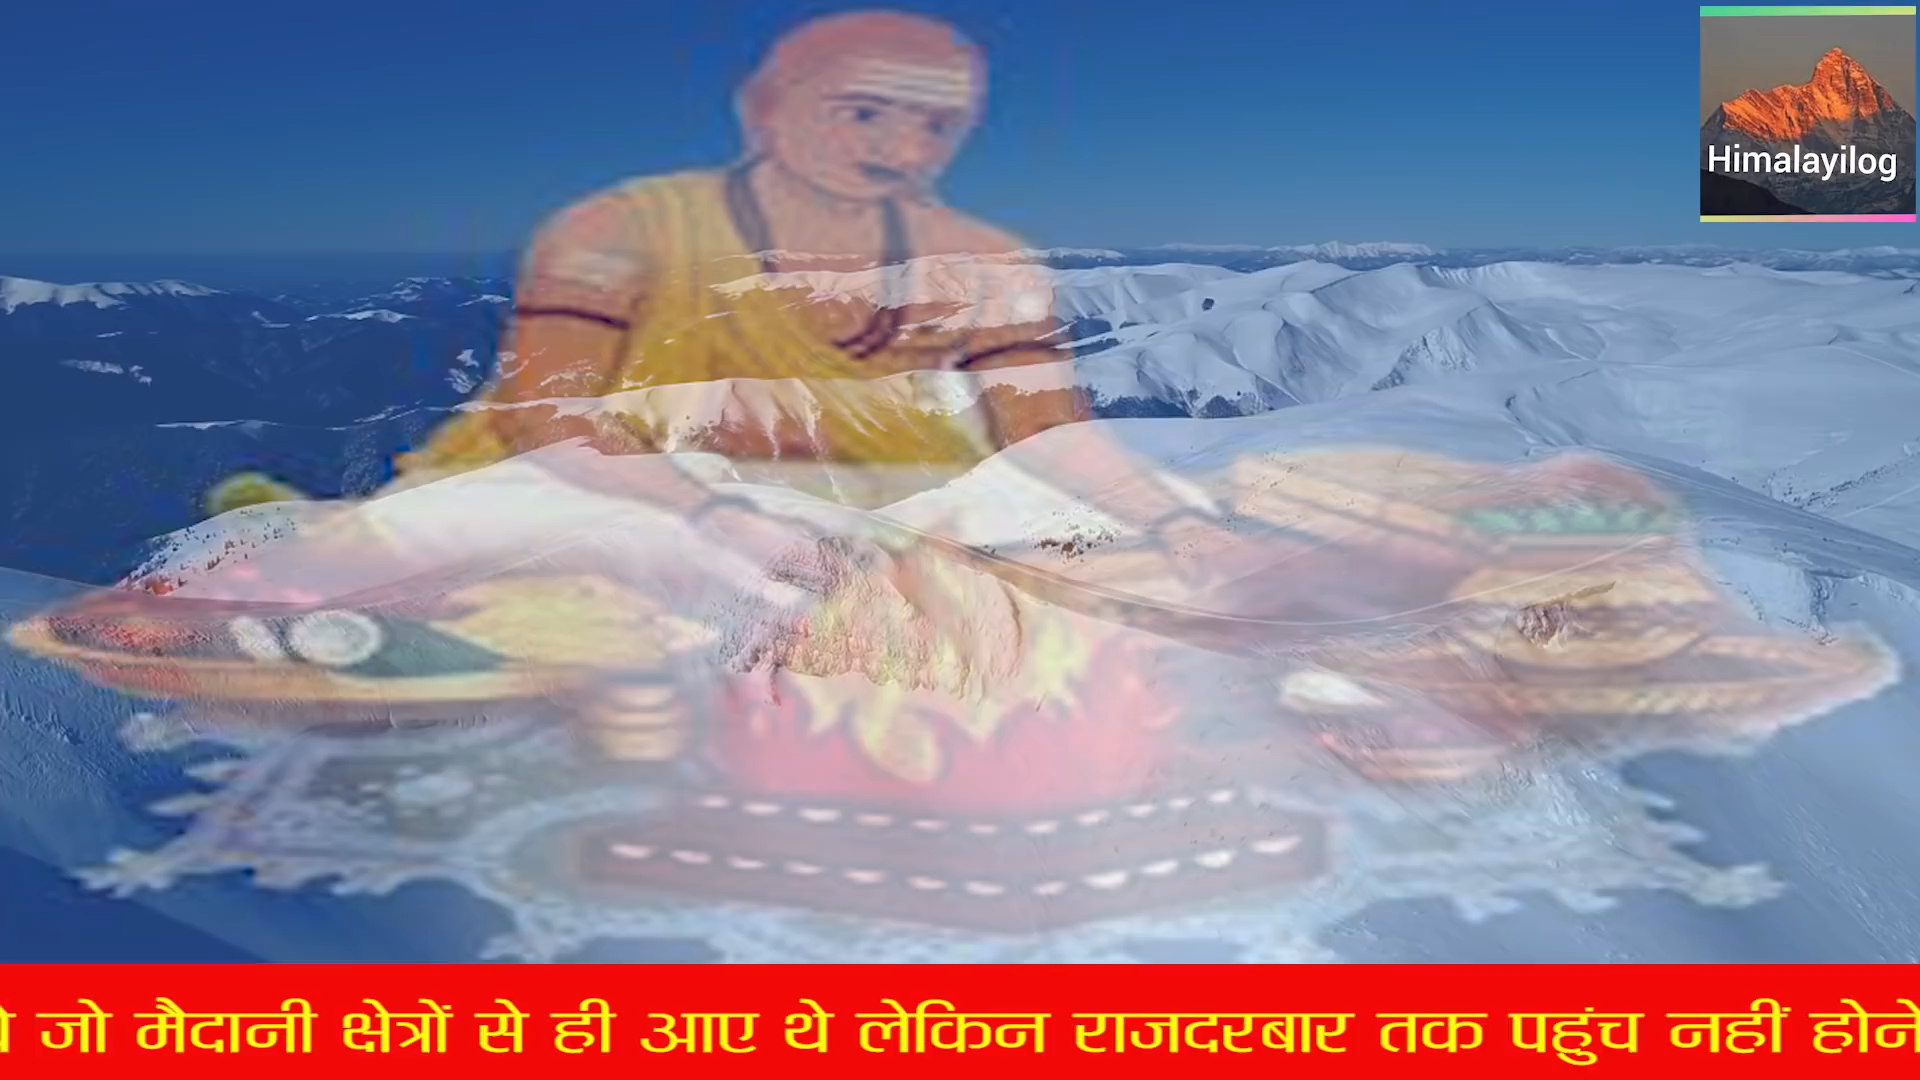 Himalayilog
जो मैदानी क्षेत्रों से ही आए थे लेकिन राजदरबार तक पहुंच नहीं होने